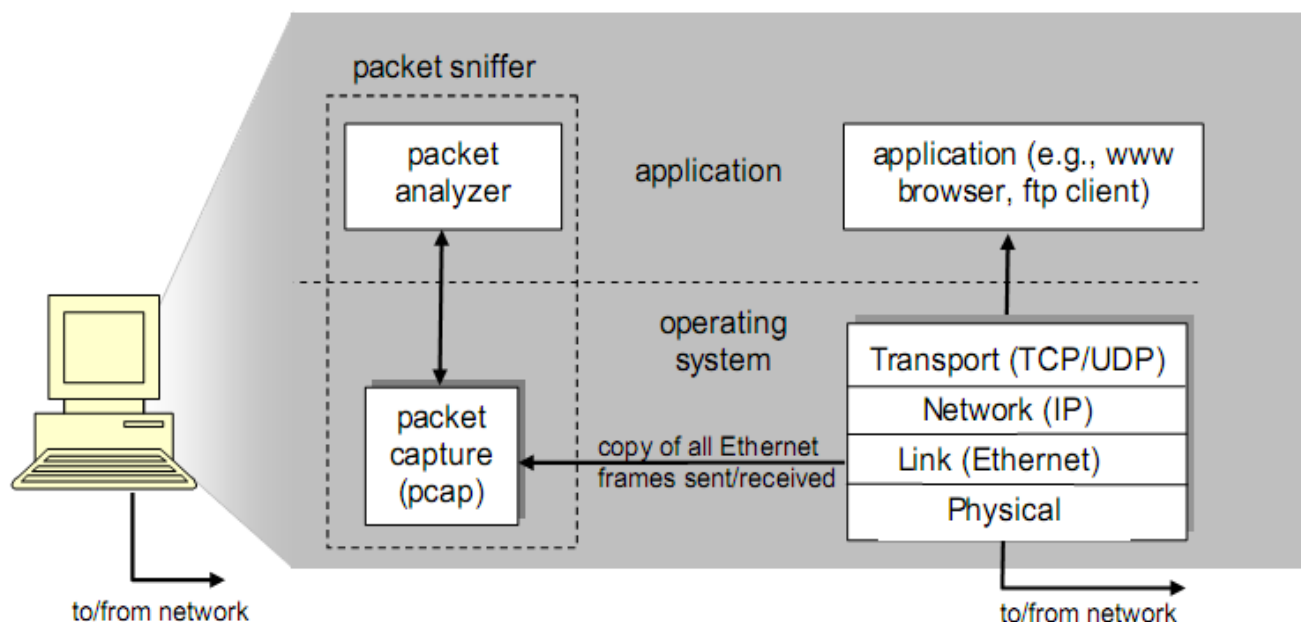 packet sniffer
packet
analyzer
application
application (e.g., www
browser, ftp client)
operating
system
packet
capture
(pcap)
copy of all Ethernet
frames sent/received
Transport (TCP/UDP)
Network (IP)
Link (Ethernet)
Physical
to/from network
to/from network